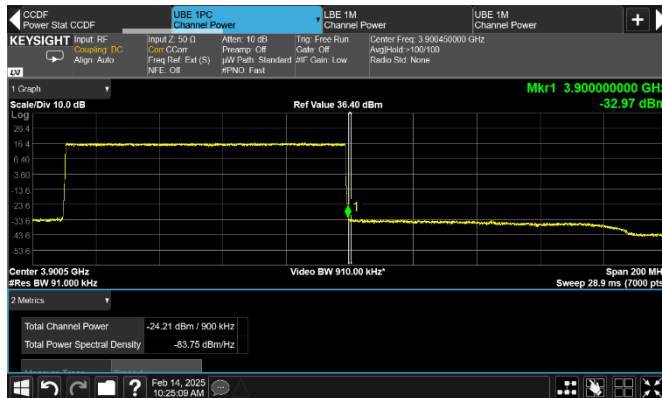 CCDF
Power Stat CCDF
UBE 1PC
Channel Power
LBE 1M
Channel Power
UBE 1M
Channel Power
+
KEYSIGHT
Input: RF
Coupling: DC
Align: Auto
Input Z: 50 Ω
Corr CCorr
Freq Ref: Ext (S)
NFE: Off
Atten: 10 dB
Preamp: Off
µW Path: Standard
#PNO: Fast
Trig: Free Run
Gate: Off
#IF Gain: Low
Center Freq: 3.900450000 GHz
Avg|Hold:>100/100
Radio Std: None
LV
1 Graph
Mkr1 3.900000000 GHz
-32.97 dBm
Scale/Div 10.0 dB
Ref Value 36.40 dBm
Log
26.4
16.4
6.40
-3.60
-13.6
-23.6
-33.6
-43.6
-53.6
1
Center 3.9005 GHz
#Res BW 91.000 kHz
Video BW 910.00 kHz*
Span 200 MH
Sweep 28.9 ms (7000 pts
2 Metrics
Total Channel Power -24.21 dBm / 900 kHz
Total Power Spectral Density -83.75 dBm/Hz
?
Feb 14, 2025
10:25:09 AM